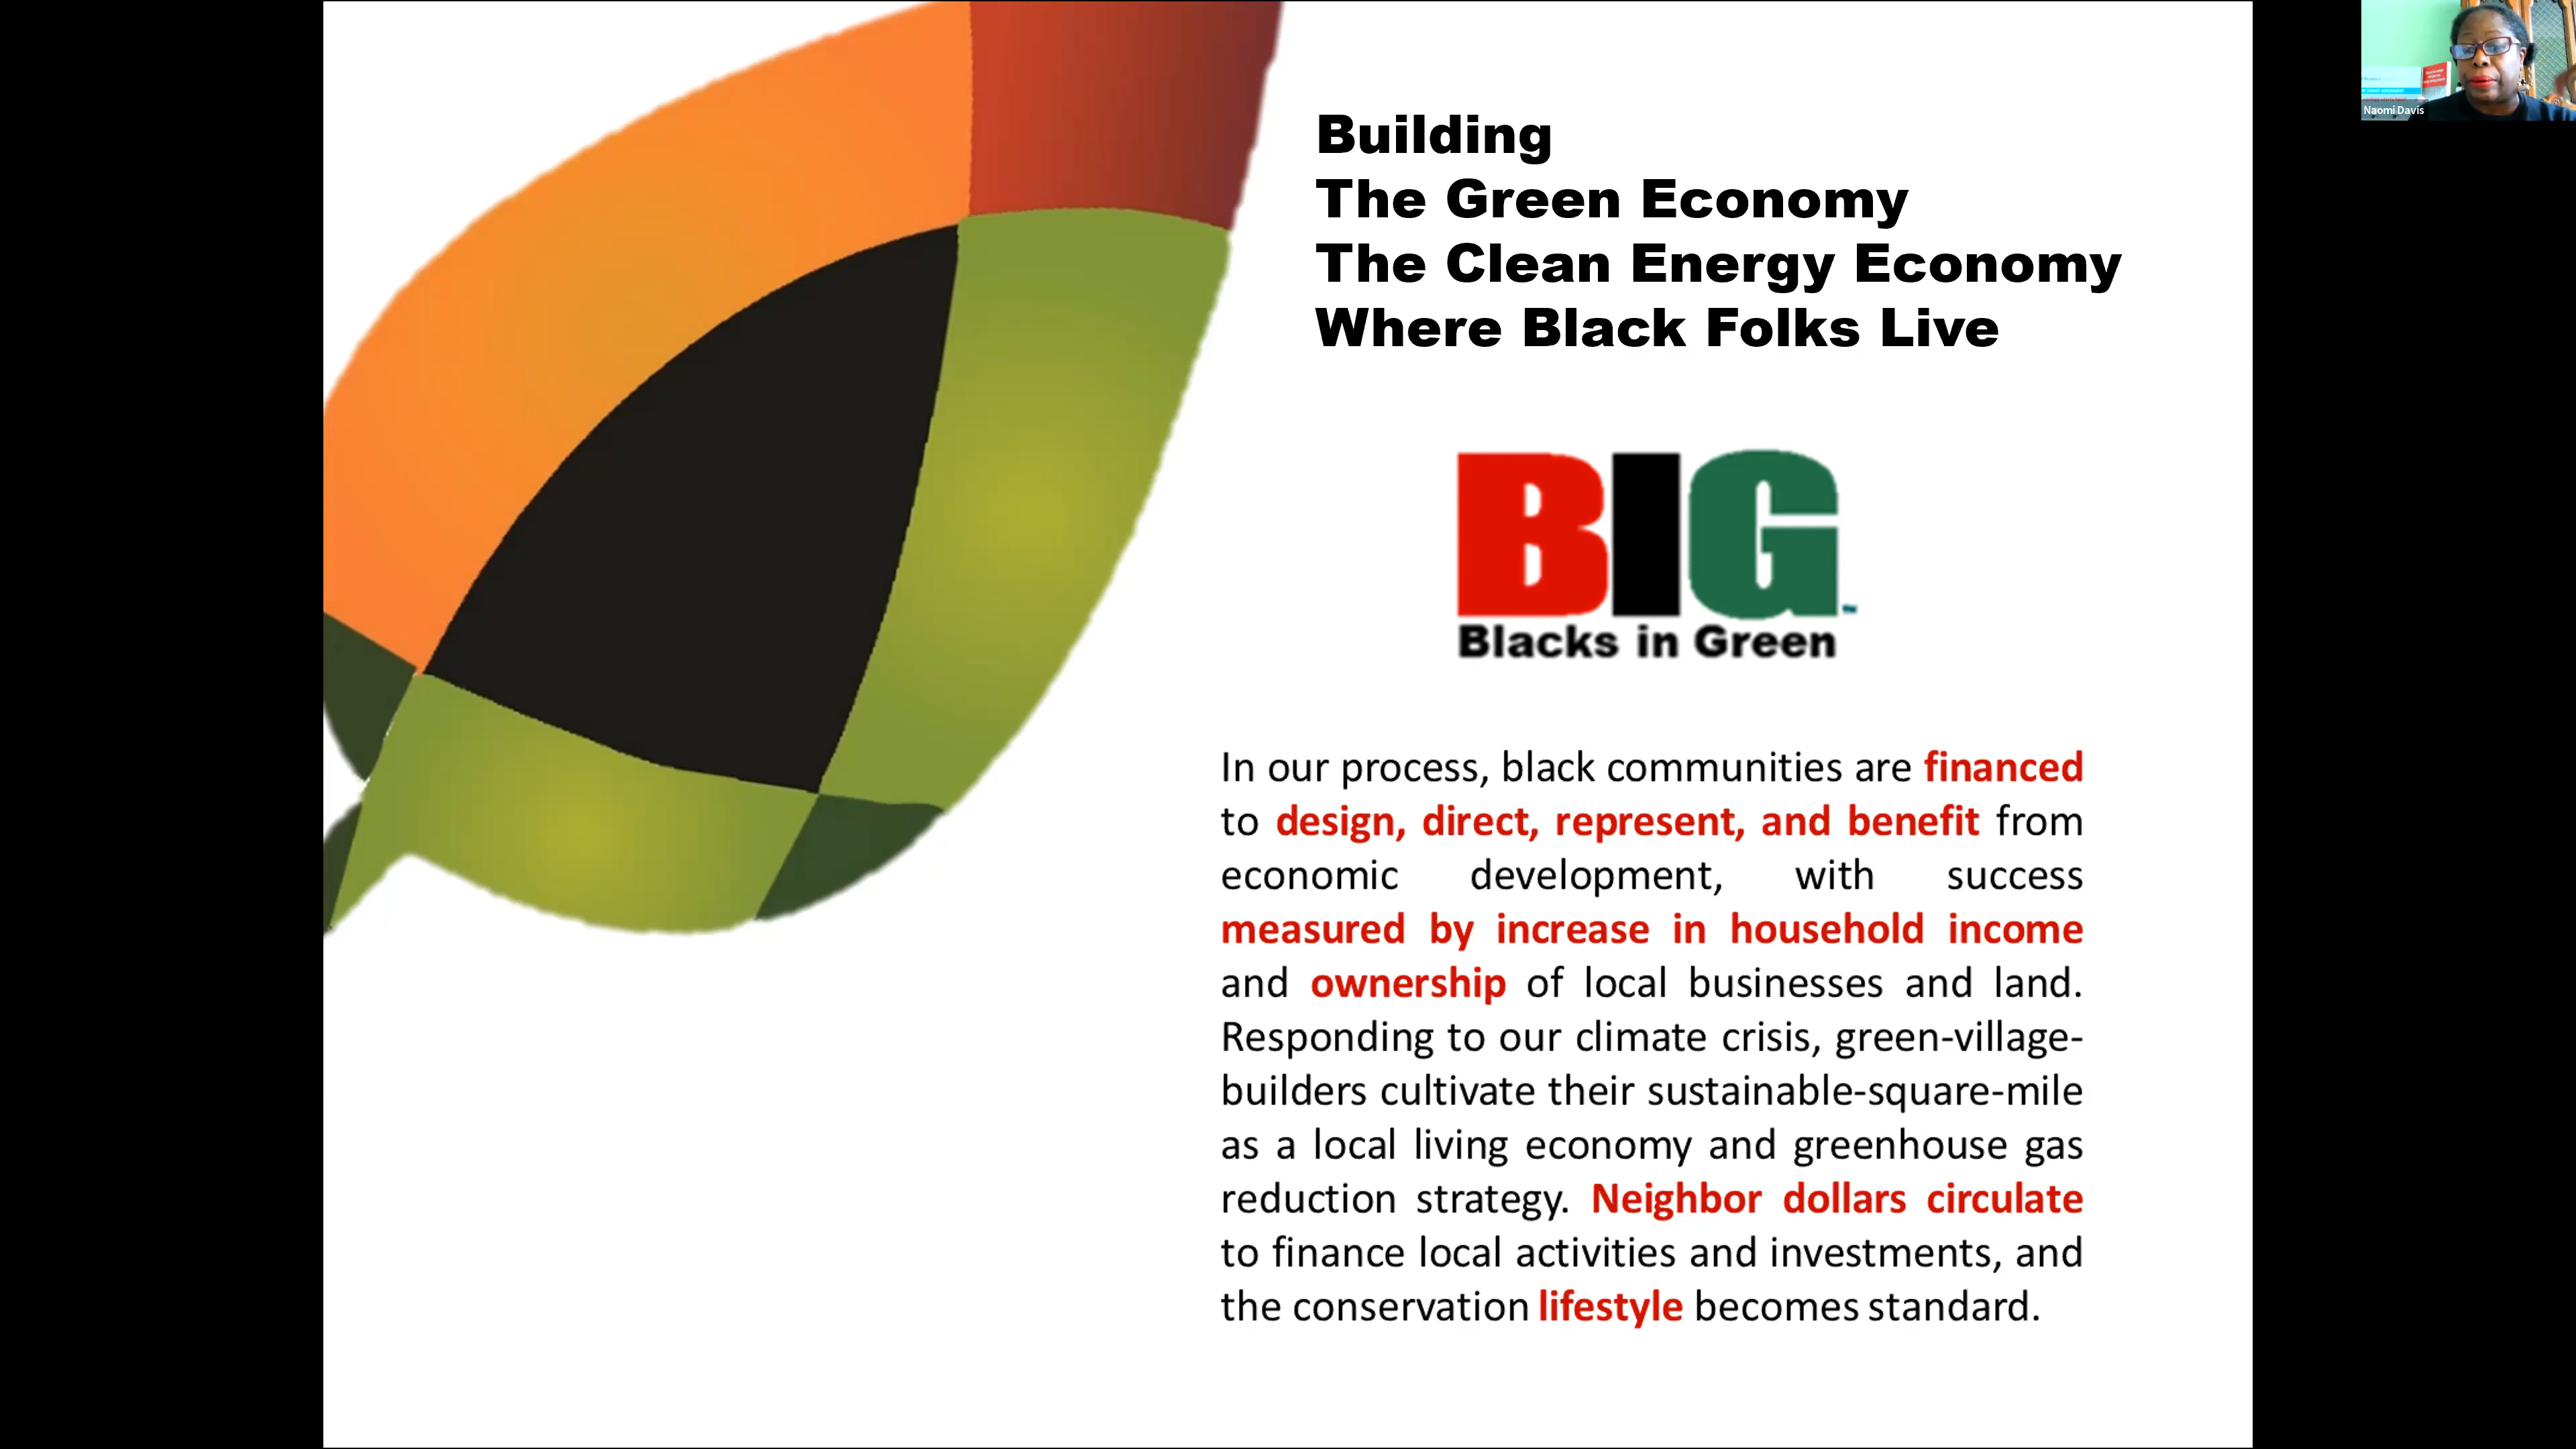 Building
The Green Economy
The Clean Energy Economy
Where Black Folks Live
BIG
Blacks in Green
In our process, black communities are financed
to design, direct, represent, and benefit from
economic development, with success
measured by increase in household income
and ownership of local businesses and land.
Responding to our climate crisis, green-village-
builders cultivate their sustainable-square-mile
as a local living economy and greenhouse gas
reduction strategy. Neighbor dollars circulate
to finance local activities and investments, and
the conservation lifestyle becomes standard.
Naomi Davis